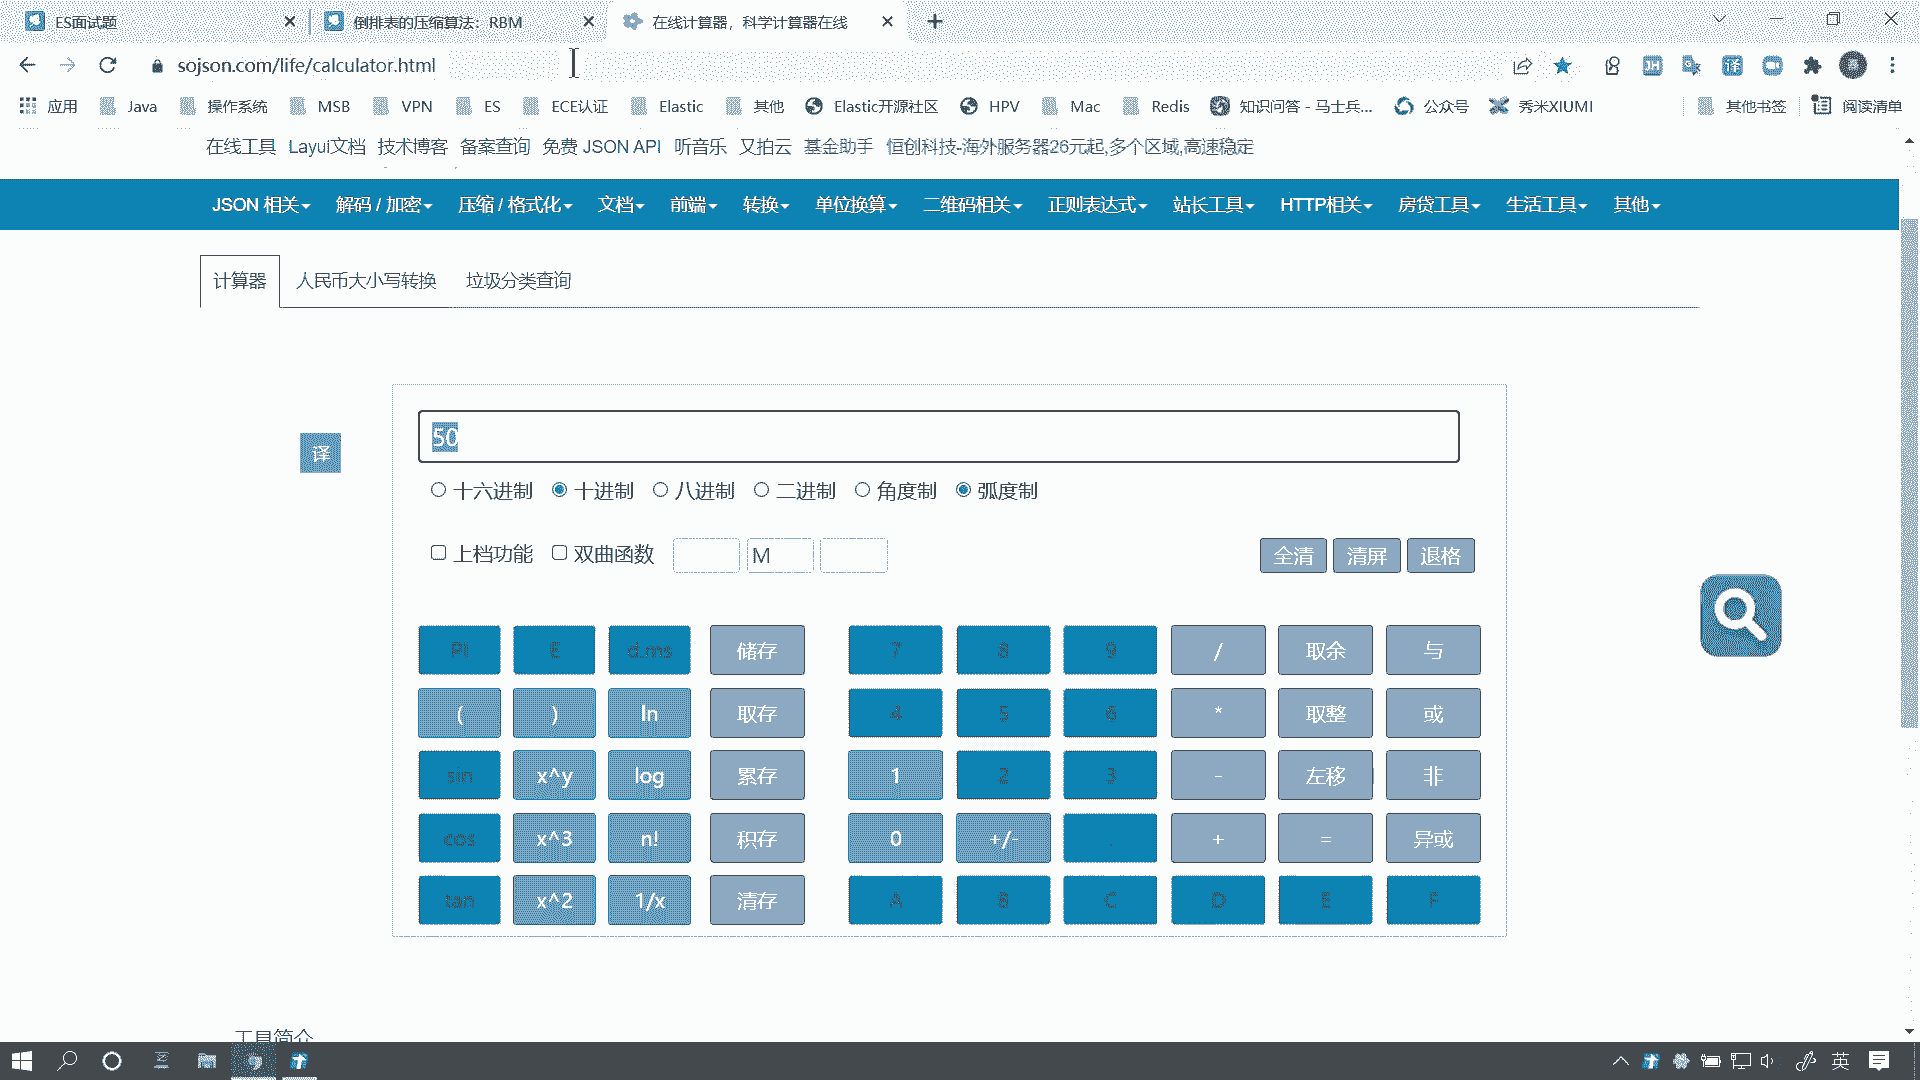 ES面试题 倒排表的压缩算法：RBM 在线计算器，科学计算器在线
sojson.com/life/calculator.html
应用 Java 操作系统 MSB VPN ES ECE认证 Elastic 其他 Elastic开源社区 HPV Mac Redis 知识问答 - 马士兵... 公众号 秀米XIUMI 其他书签 阅读清单
在线工具 Layui文档 技术博客 备案查询 免费 JSON API 听音乐 又拍云 基金助手 恒创科技-海外服务器26元起,多个区域,高速稳定
JSON 相关 解码 / 加密 压缩 / 格式化 文档 前端 转换 单位换算 二维码相关 正则表达式 站长工具 HTTP相关 房贷工具 生活工具 其他
计算器 人民币大小写转换 垃圾分类查询
50
译
十六进制 十进制 八进制 二进制 角度制 弧度制
上档功能 双曲函数 M 全清 清屏 退格
PI E d.ms 储存 7 8 9 / 取余 与
( ) ln 取存 4 5 6 * 取整 或
sin x^y log 累存 1 2 3 - 左移 非
cos x^3 n! 积存 0 +/- . + = 异或
tan x^2 1/x 清存 A B C D E F
工具简介
英